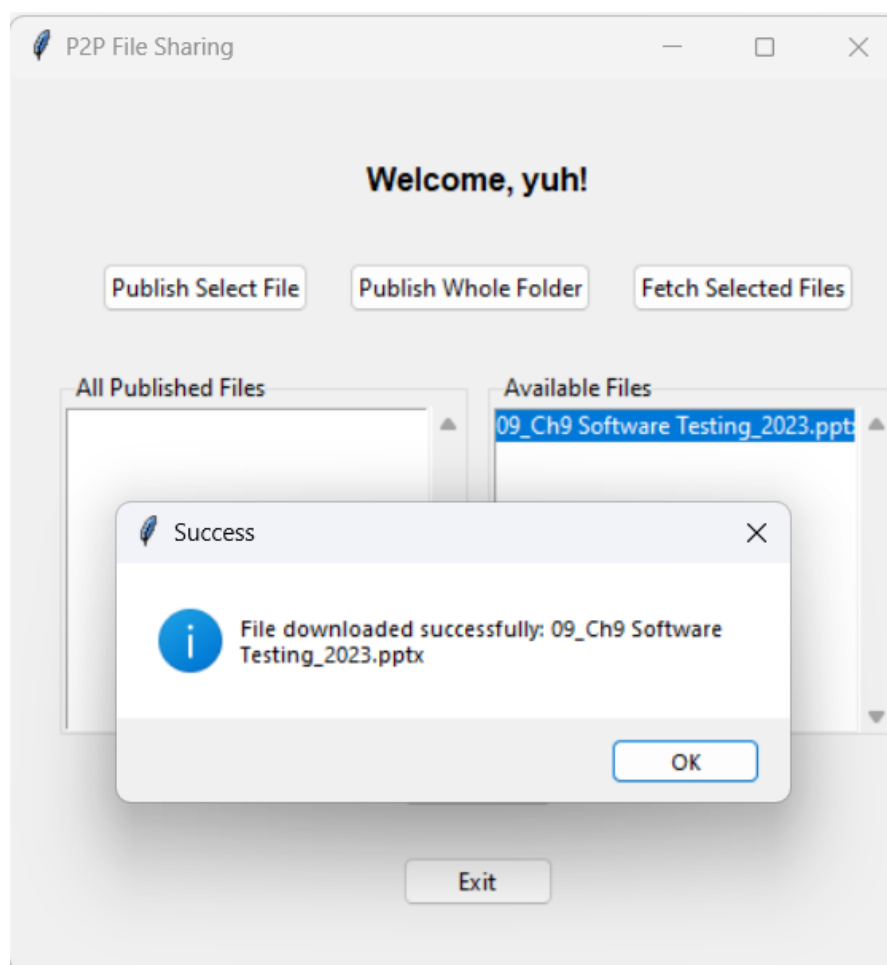 P2P File Sharing
Welcome, yuh!
Publish Select File
Publish Whole Folder
Fetch Selected Files
All Published Files
Available Files
09_Ch9 Software Testing_2023.ppt
Success
File downloaded successfully: 09_Ch9 Software
Testing_2023.pptx
OK
Exit